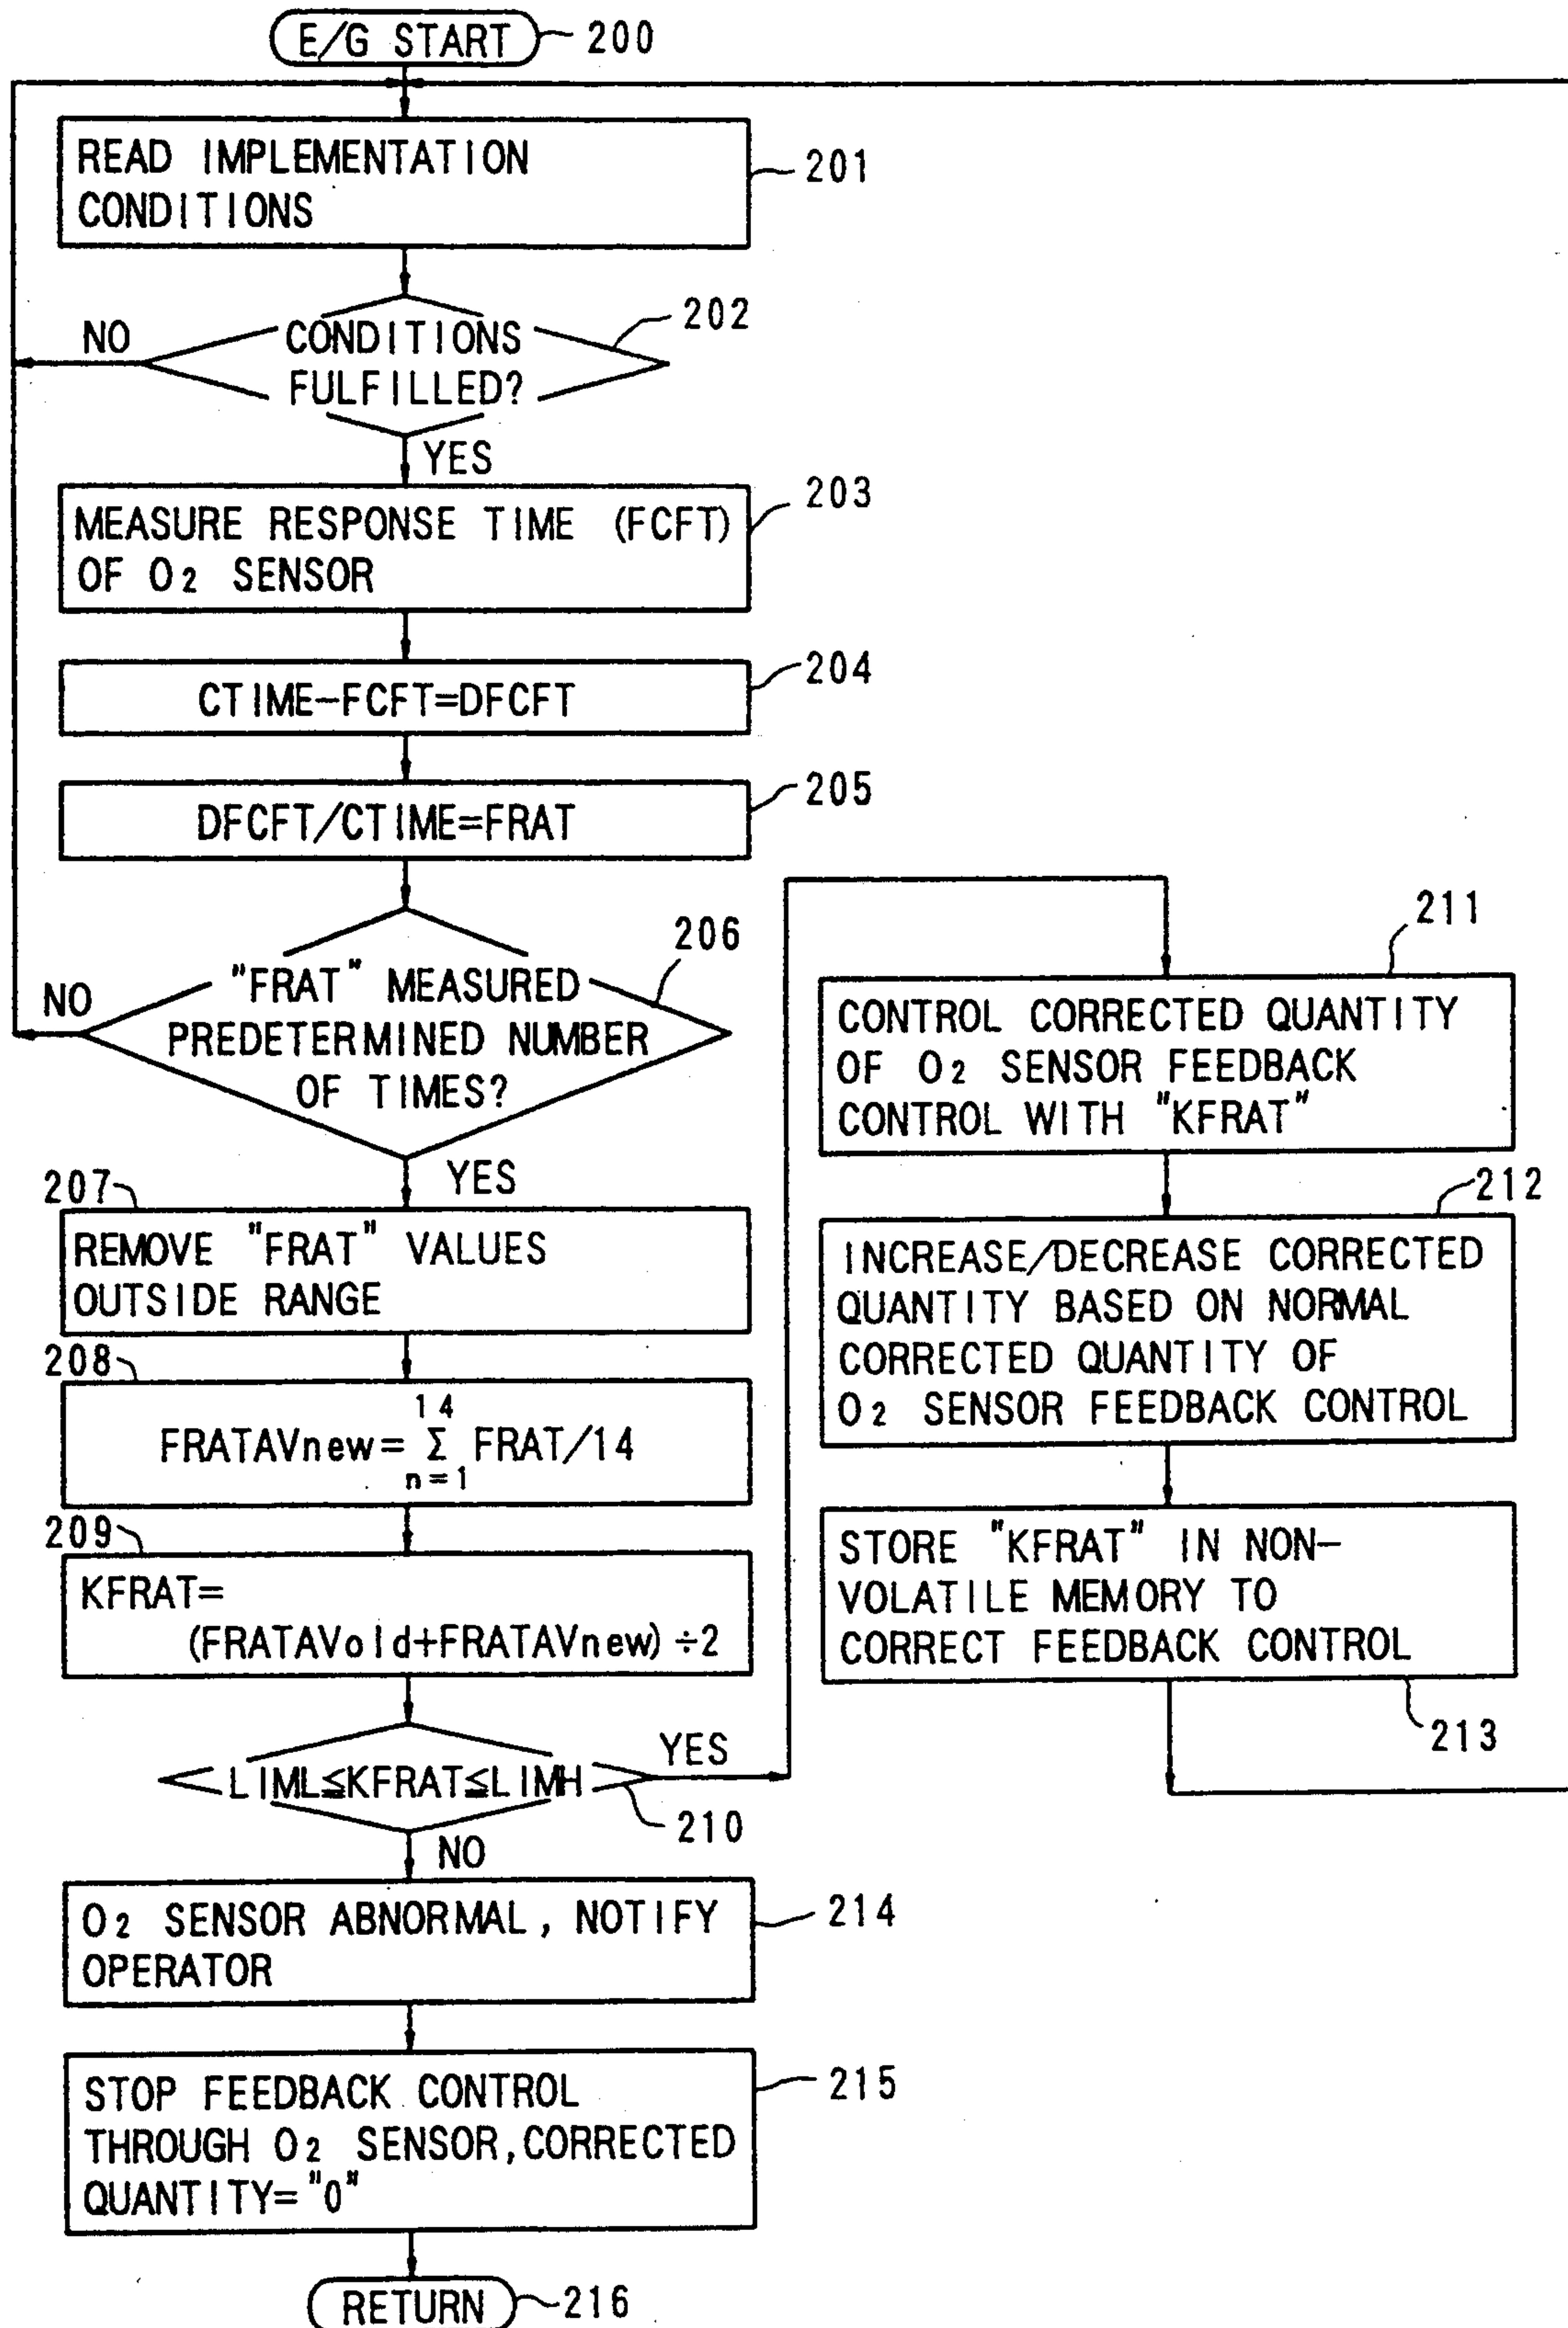 E/G START
200
READ IMPLEMENTATION
CONDITIONS
201
CONDITIONS
FULFILLED?
202
NO
YES
MEASURE RESPONSE TIME (FCFT)
OF O2 SENSOR
203
CTIME-FCFT=DFCFT
204
DFCFT/CTIME=FRAT
205
"FRAT" MEASURED
PREDETERMINED NUMBER
OF TIMES?
206
NO
YES
207
REMOVE "FRAT" VALUES
OUTSIDE RANGE
208
14
FRATAVnew= Σ FRAT/14
n=1
209
KFRAT=
(FRATAVold+FRATAVnew)÷2
LIML≦KFRAT≦LIMH
YES
210
NO
211
CONTROL CORRECTED QUANTITY
OF O2 SENSOR FEEDBACK
CONTROL WITH "KFRAT"
212
INCREASE/DECREASE CORRECTED
QUANTITY BASED ON NORMAL
CORRECTED QUANTITY OF
O2 SENSOR FEEDBACK CONTROL
STORE "KFRAT" IN NON-
VOLATILE MEMORY TO
CORRECT FEEDBACK CONTROL
213
O2 SENSOR ABNORMAL, NOTIFY
OPERATOR
214
STOP FEEDBACK CONTROL
THROUGH O2 SENSOR, CORRECTED
QUANTITY="0"
215
RETURN
216